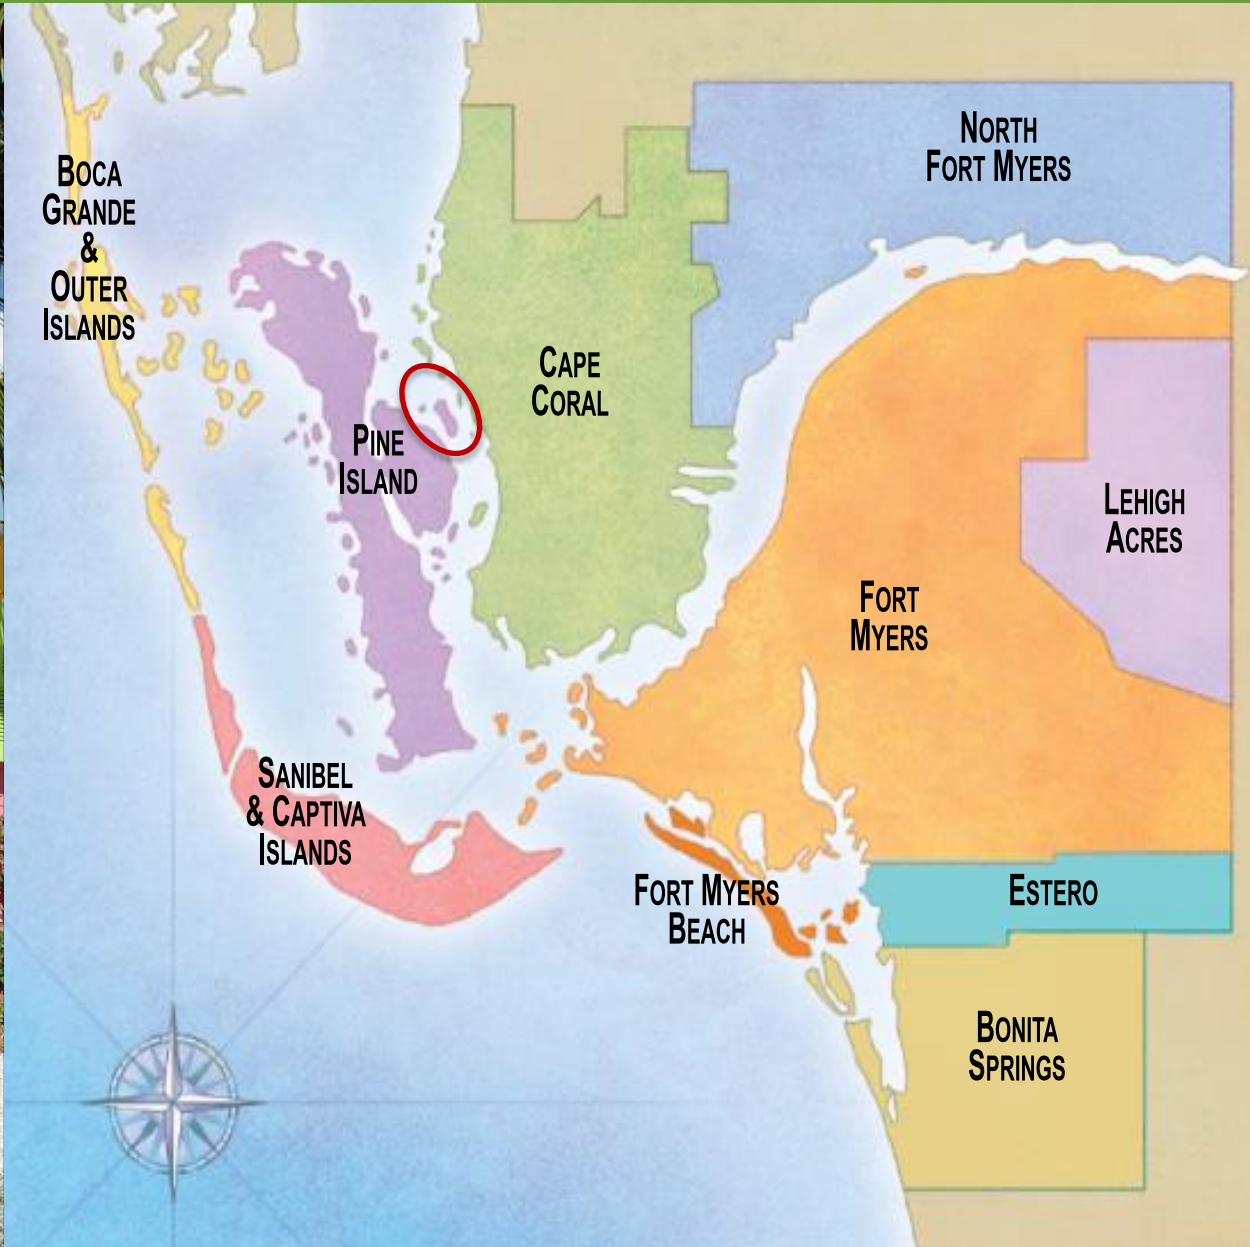 NORTH
FORT MYERS
BOCA
GRANDE
&
OUTER
ISLANDS
CAPE
CORAL
PINE
ISLAND
LEHIGH
ACRES
FORT
MYERS
SANIBEL
& CAPTIVA
ISLANDS
FORT MYERS
BEACH
ESTERO
BONITA
SPRINGS